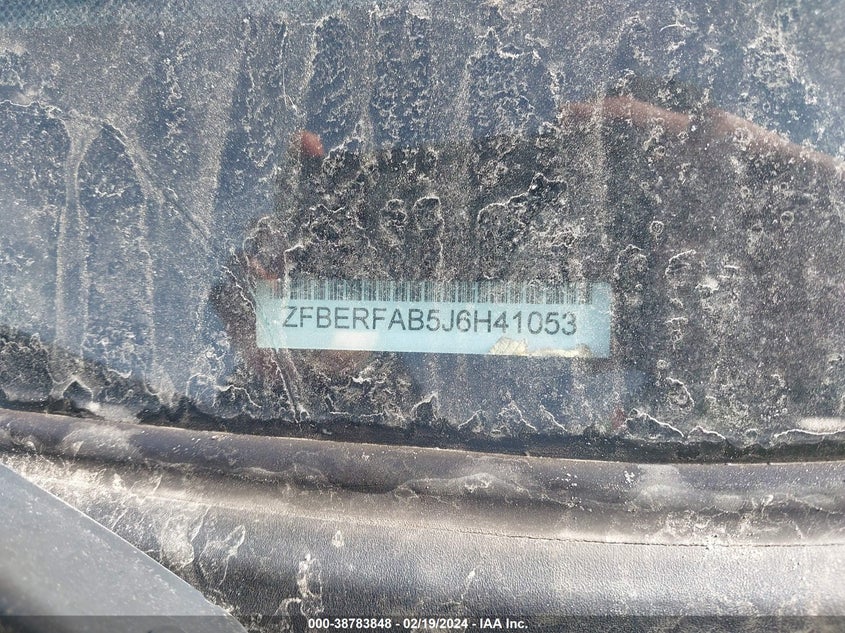 ZFBERFAB5J6H41053
000-38783848 - 02/19/2024 - IAA Inc.